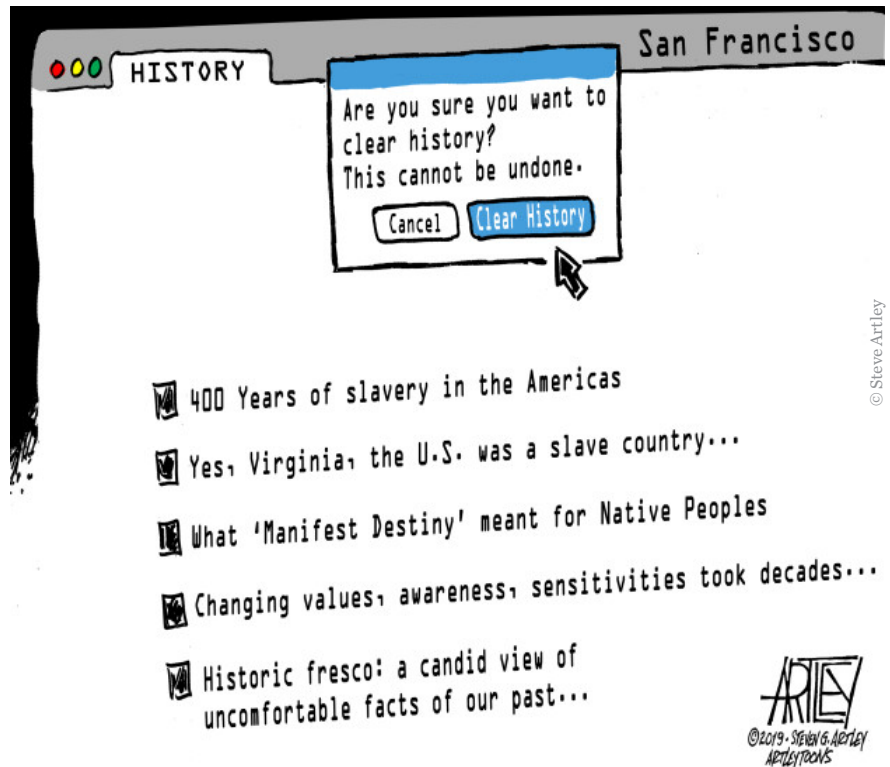 San Francisco
HISTORY
Are you sure you want to
clear history?
This cannot be undone.
Cancel
Clear History
400 Years of slavery in the Americas
Yes, Virginia, the U.S. was a slave country...
What ‘Manifest Destiny’ meant for Native Peoples
Changing values, awareness, sensitivities took decades...
Historic fresco: a candid view of
uncomfortable facts of our past...
© Steve Artley
ARTLEY
©2019 · STEVEN G. ARTLEY
ARTLEYTOONS